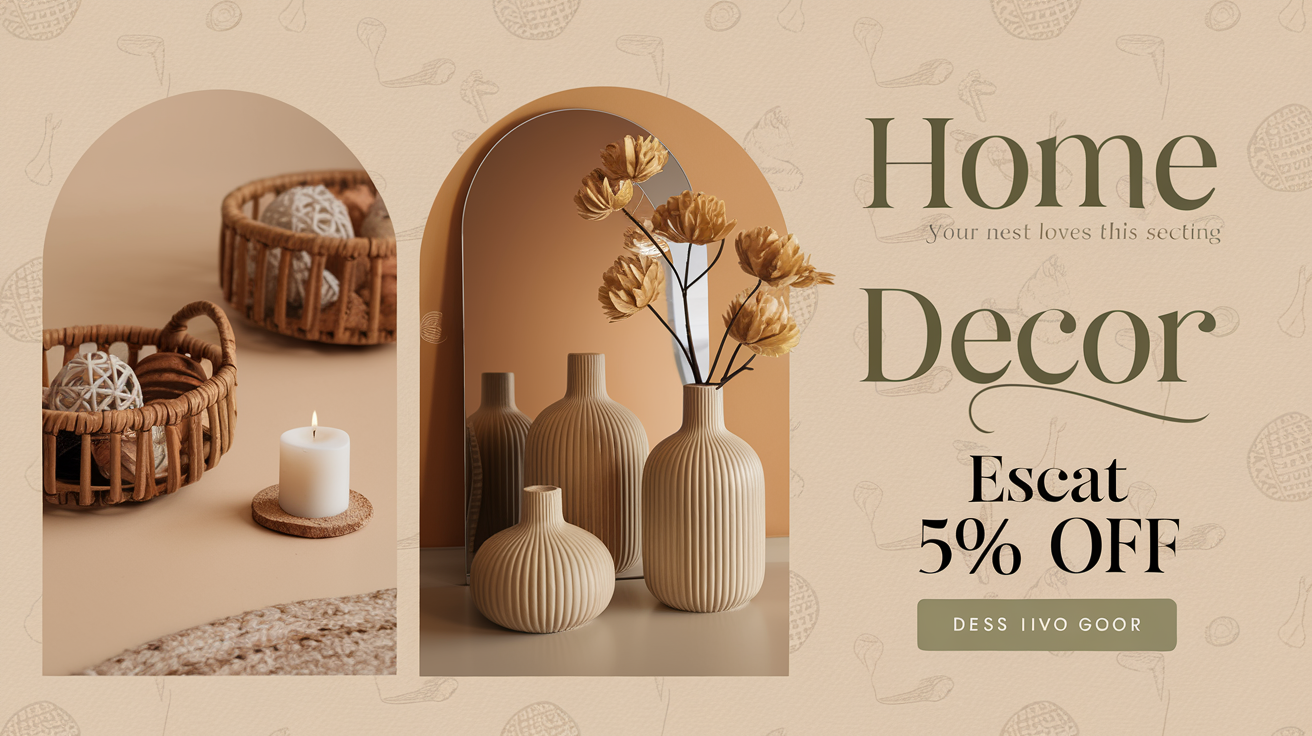 Home
Your nest loves this secting
Decor
Escat
5% OFF
DESS IIVO GOOR